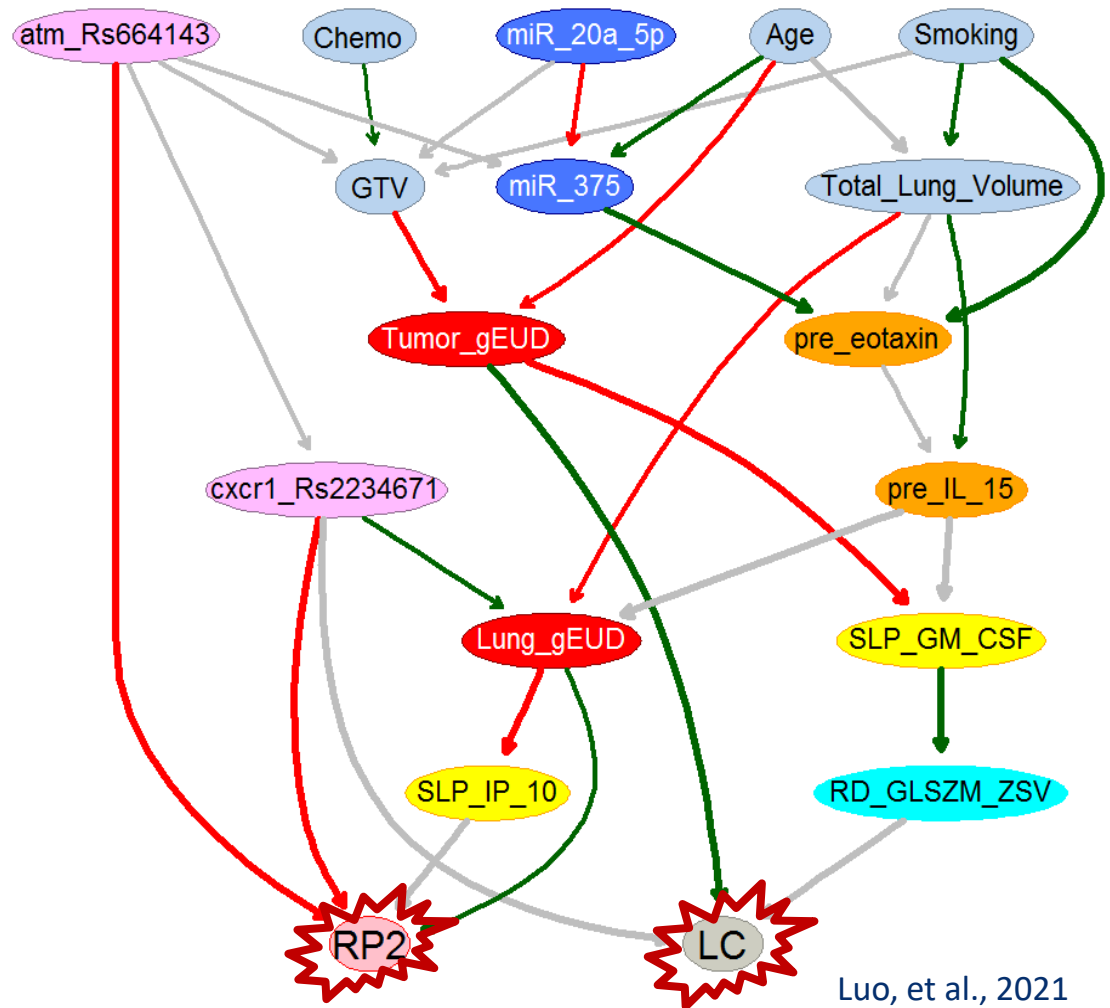 atm_Rs664143
Chemo
miR_20a_5p
Age
Smoking
GTV
miR_375
Total_Lung_Volume
Tumor_gEUD
pre_eotaxin
cxcr1_Rs2234671
pre_IL_15
Lung_gEUD
SLP_GM_CSF
SLP_IP_10
RD_GLSZM_ZSV
RP2
LC
Luo, et al., 2021